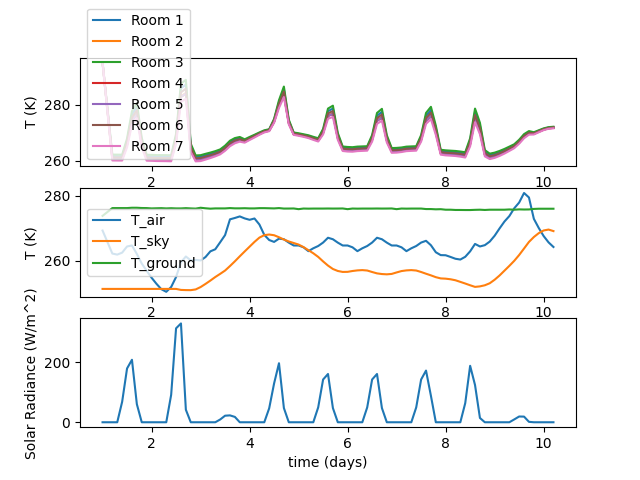 Room 1
Room 2
Room 3
Room 4
Room 5
Room 6
Room 7
T (K)
280
260
2 4 6 8 10
T_air
T_sky
T_ground
T (K)
280
260
2 4 6 8 10
Solar Radiance (W/m^2)
200
0
2 4 6 8 10
time (days)